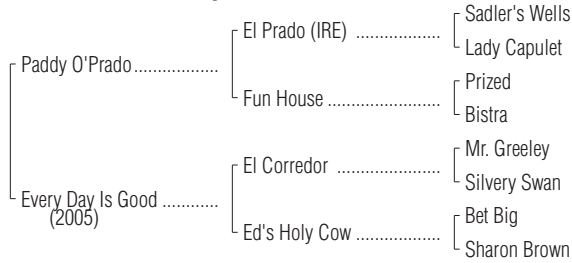 Sadler's Wells
El Prado (IRE) ..................
Lady Capulet
Paddy O'Prado..................
Prized
Fun House ........................
Bistra
Mr. Greeley
El Corredor ......................
Silvery Swan
Every Day Is Good ............
(2005)
Bet Big
Ed's Holy Cow ..................
Sharon Brown